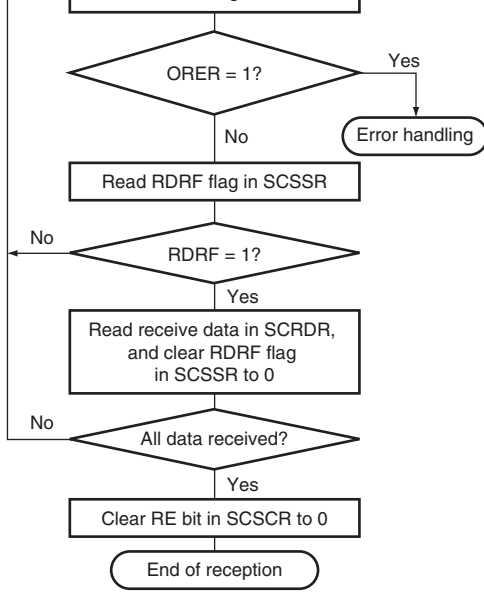 ORER = 1?
Yes
Error handling
No
Read RDRF flag in SCSSR
No
RDRF = 1?
Yes
Read receive data in SCRDR,
and clear RDRF flag
in SCSSR to 0
No
All data received?
Yes
Clear RE bit in SCSCR to 0
End of reception